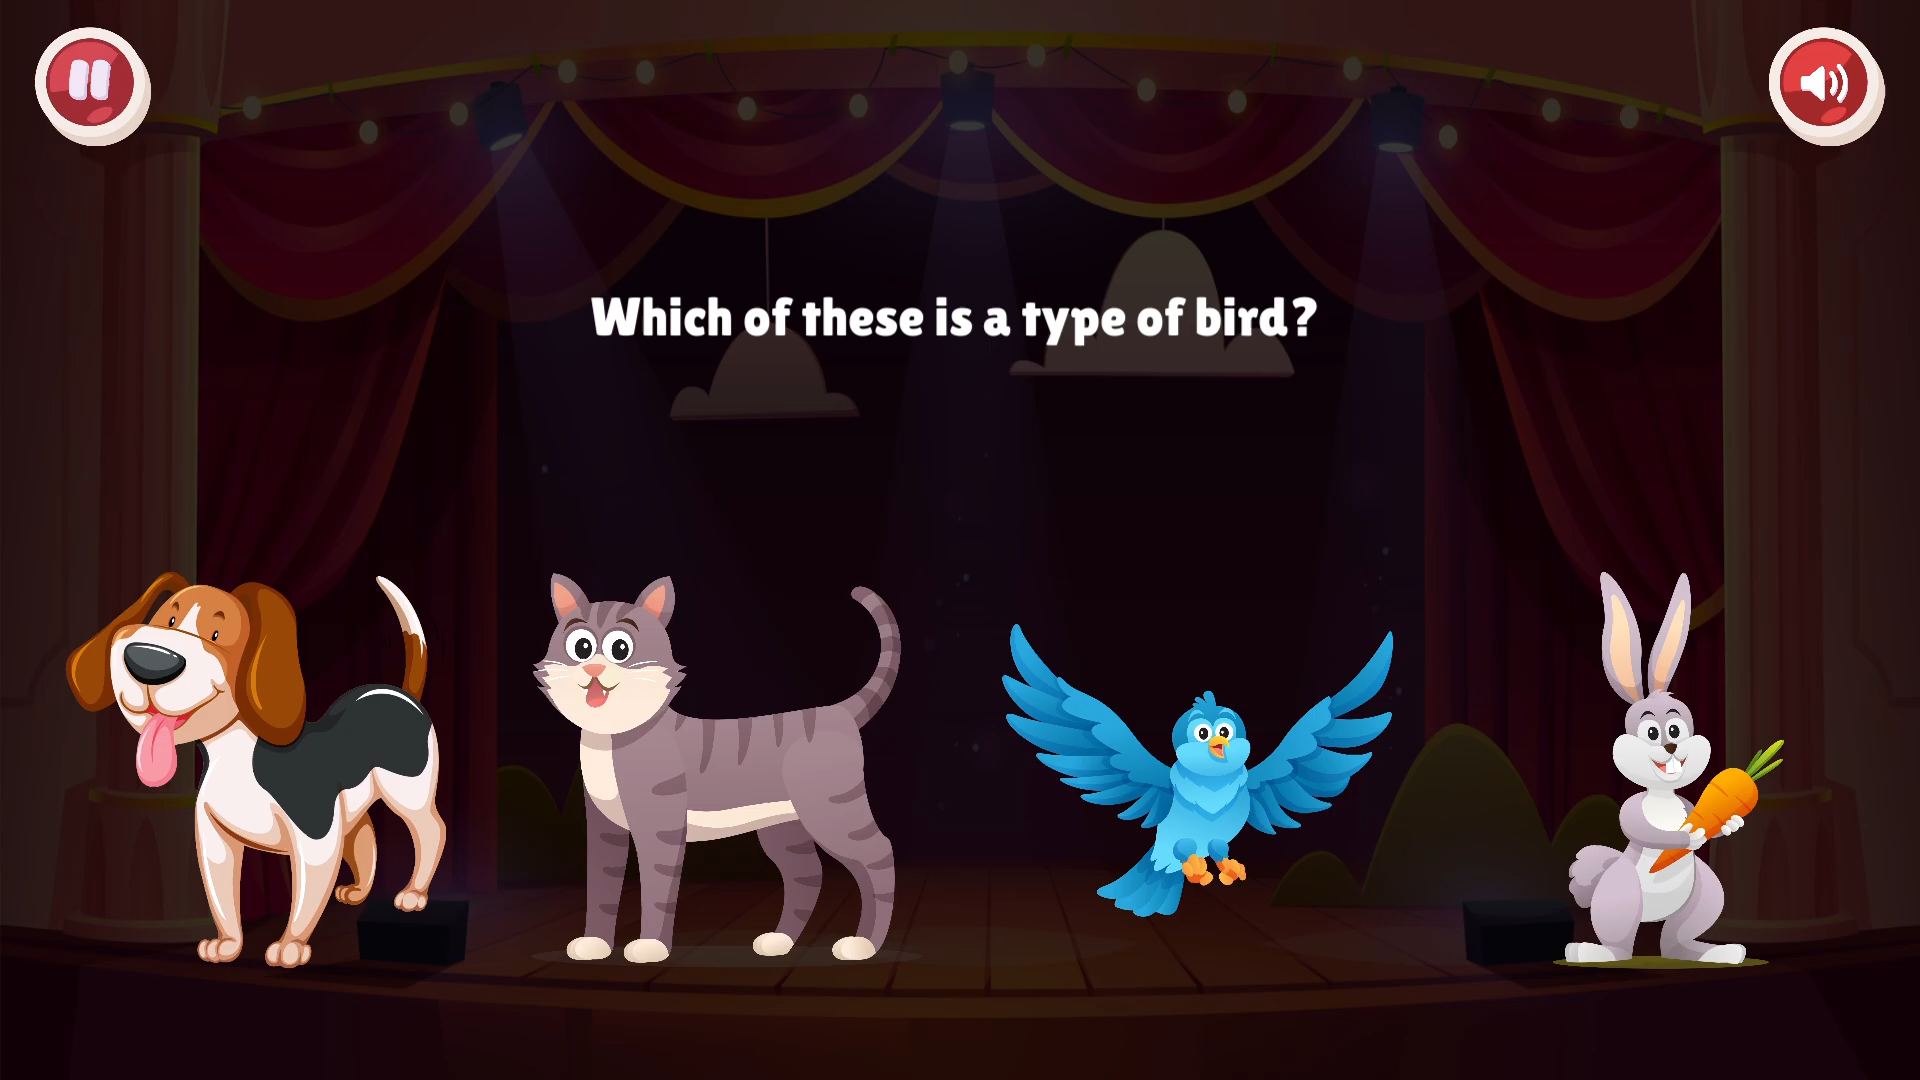 Which of these is a type of bird?